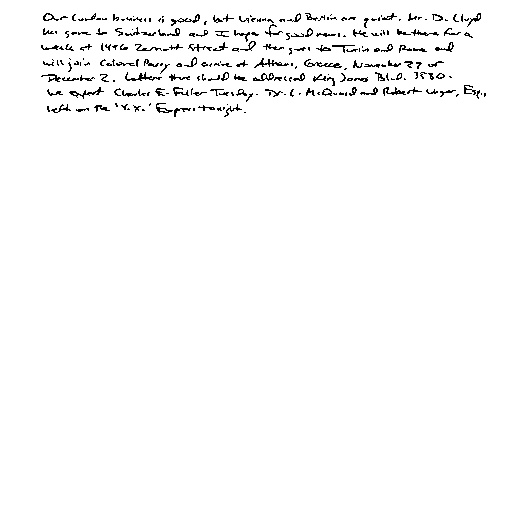 Our London business is good, but Vienna and Berlin are quiet. Mr. D. Lloyd
has gone to Switzerland and I hope for good news. He will be there for a
week at 1496 Zermott Street and then goes to Turin and Rome and
will join Colonel Parry and arrive at Athens, Greece, November 27 or
December 2. Letters there should be addressed King James Blvd. 3580.
We expect Charles E. Fuller Tuesday. Dr. L. McQuaid and Robert Unger, Esq.,
left on the 'Y.X.' Express tonight.